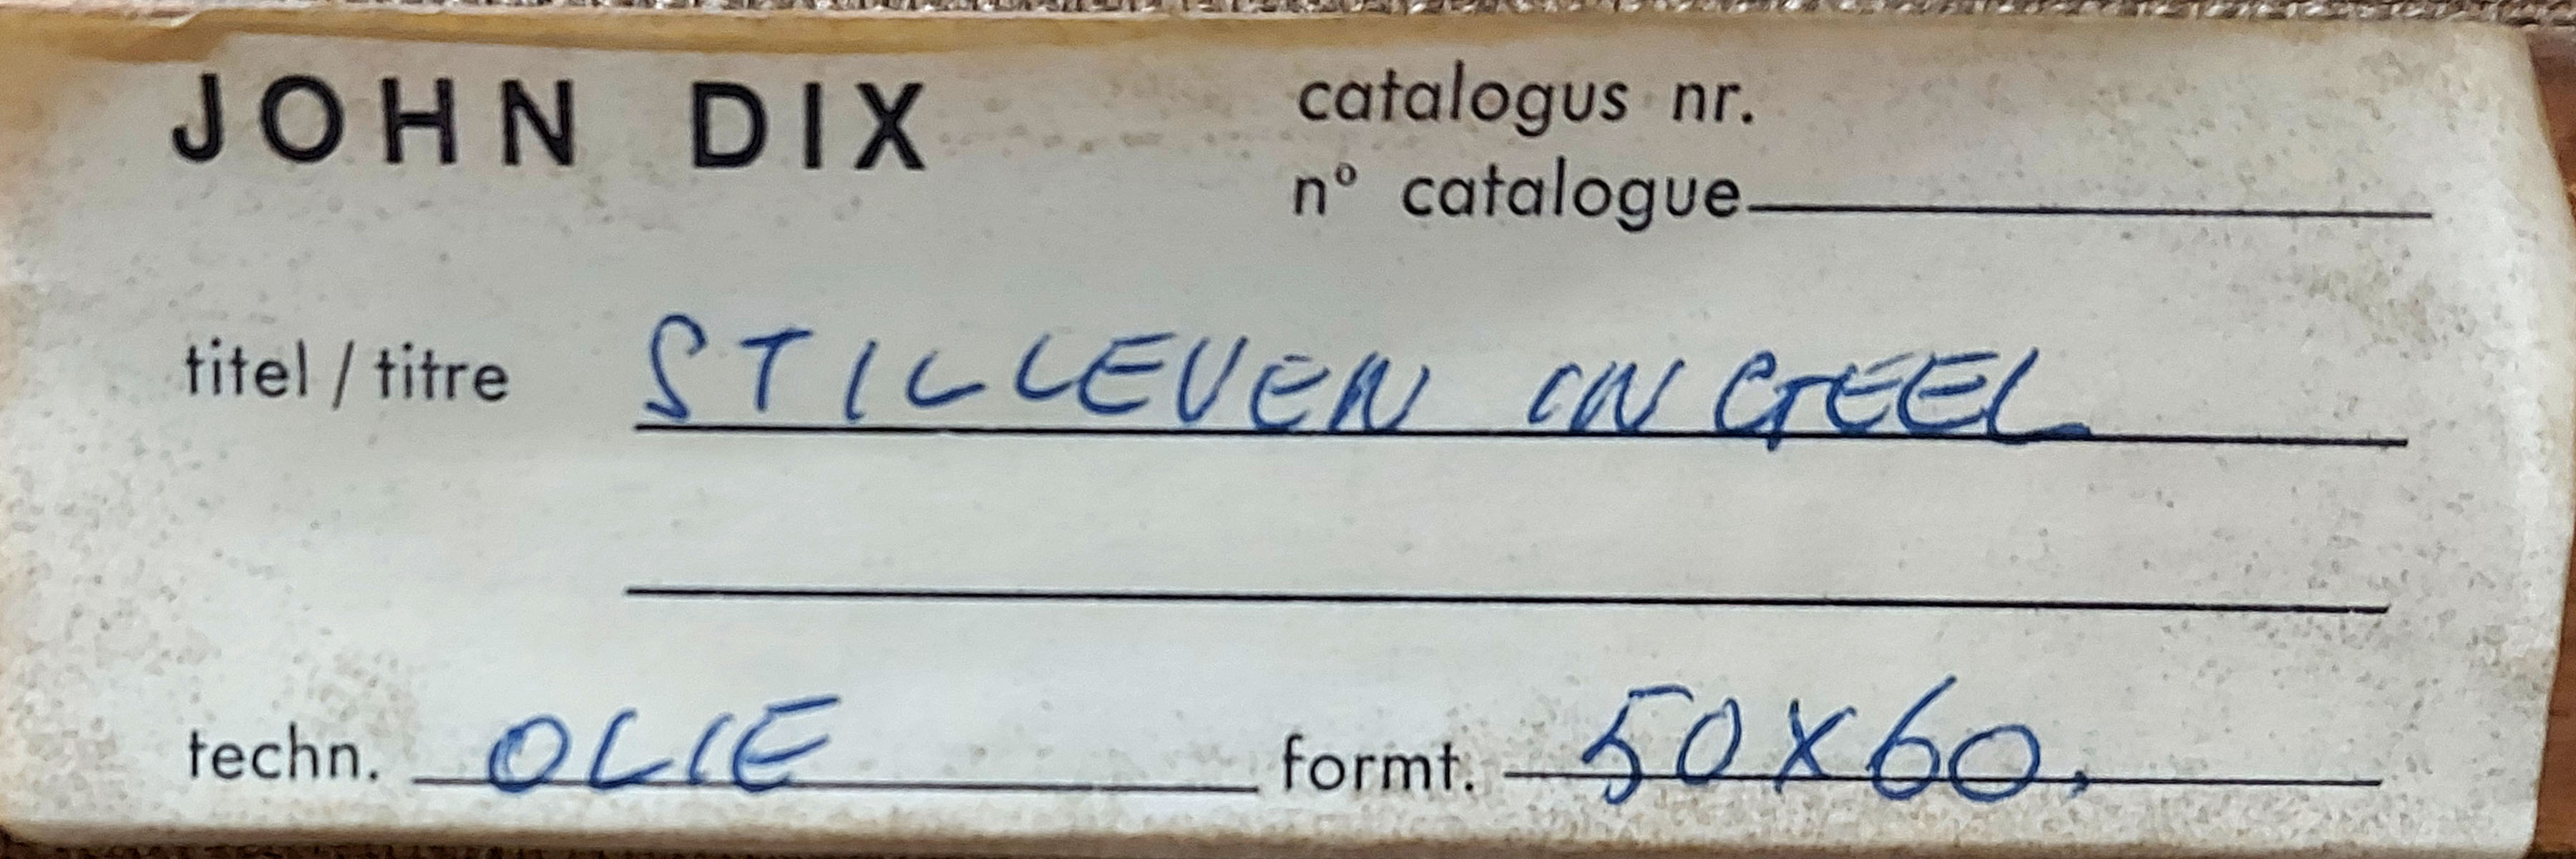 JOHN DIX
catalogus nr.
n° catalogue
titel / titre STILLEVEN IN GEEL
techn. OLIE formt. 50X60.